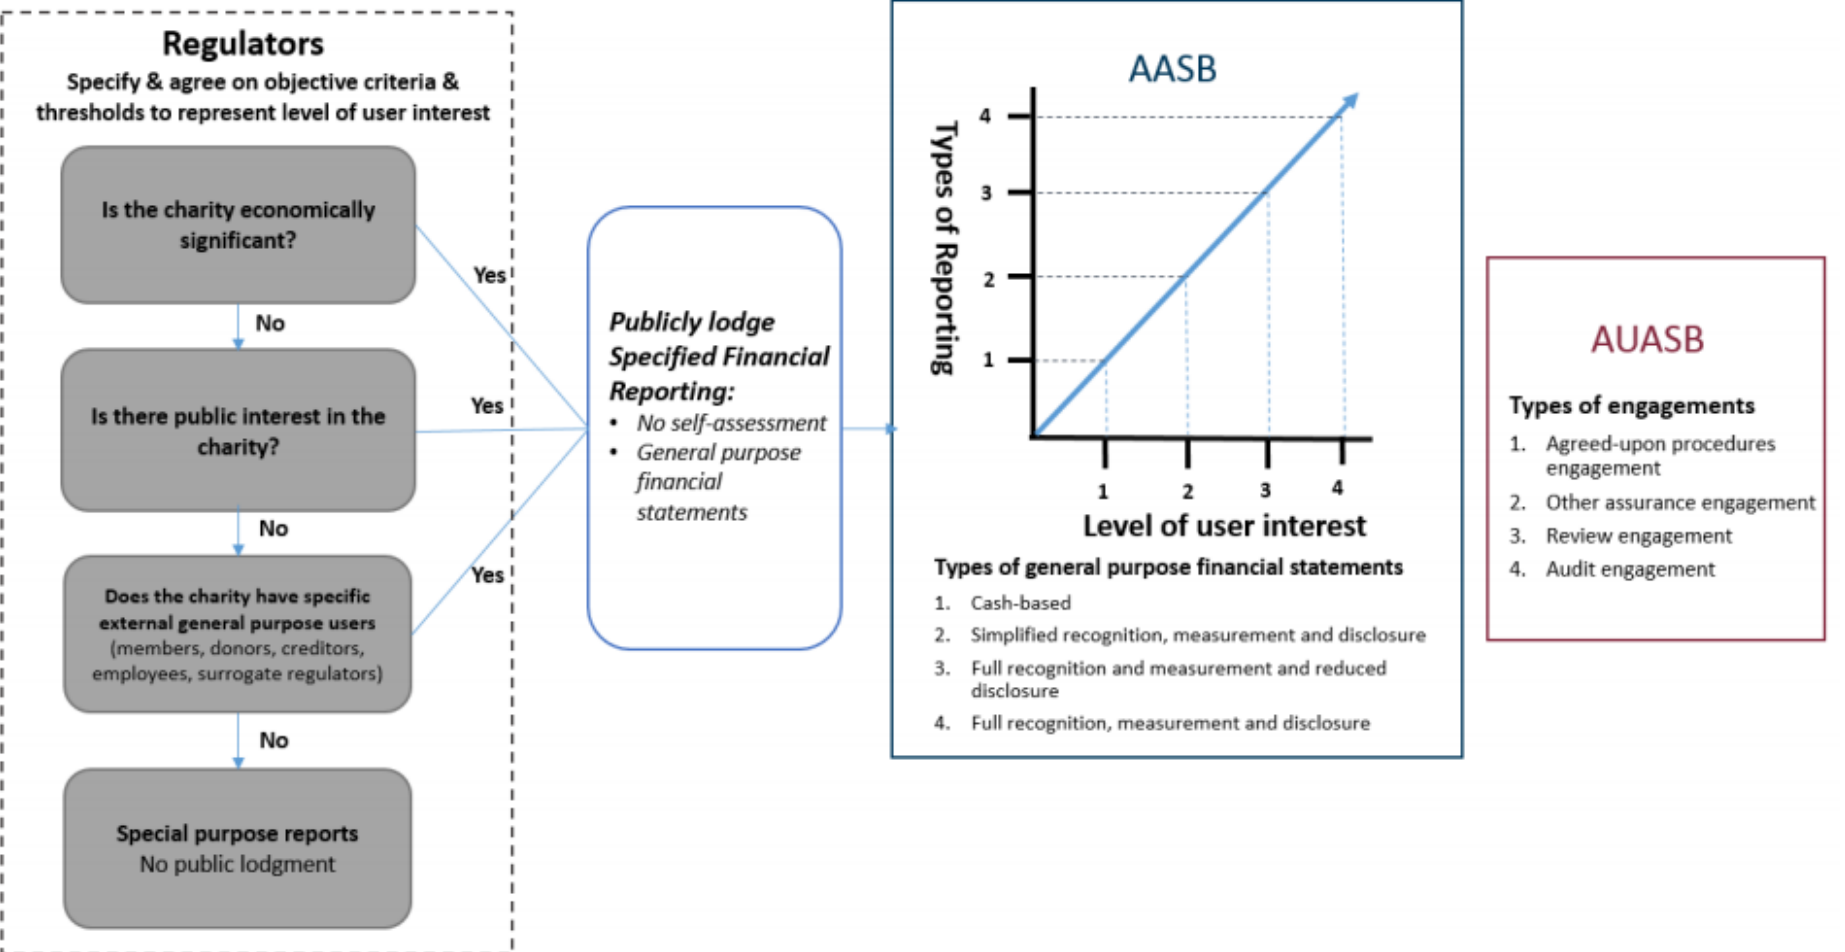 Regulators
Specify & agree on objective criteria &
thresholds to represent level of user interest
Is the charity economically
significant?
Yes
No
Is there public interest in the
charity?
Yes
No
Does the charity have specific
external general purpose users
(members, donors, creditors,
employees, surrogate regulators)
Yes
No
Special purpose reports
No public lodgment
Publicly lodge
Specified Financial
Reporting:
• No self-assessment
• General purpose
financial
statements
AASB
Types of Reporting
4
3
2
1
1 2 3 4
Level of user interest
Types of general purpose financial statements
1. Cash-based
2. Simplified recognition, measurement and disclosure
3. Full recognition and measurement and reduced
disclosure
4. Full recognition, measurement and disclosure
AUASB
Types of engagements
1. Agreed-upon procedures
engagement
2. Other assurance engagement
3. Review engagement
4. Audit engagement